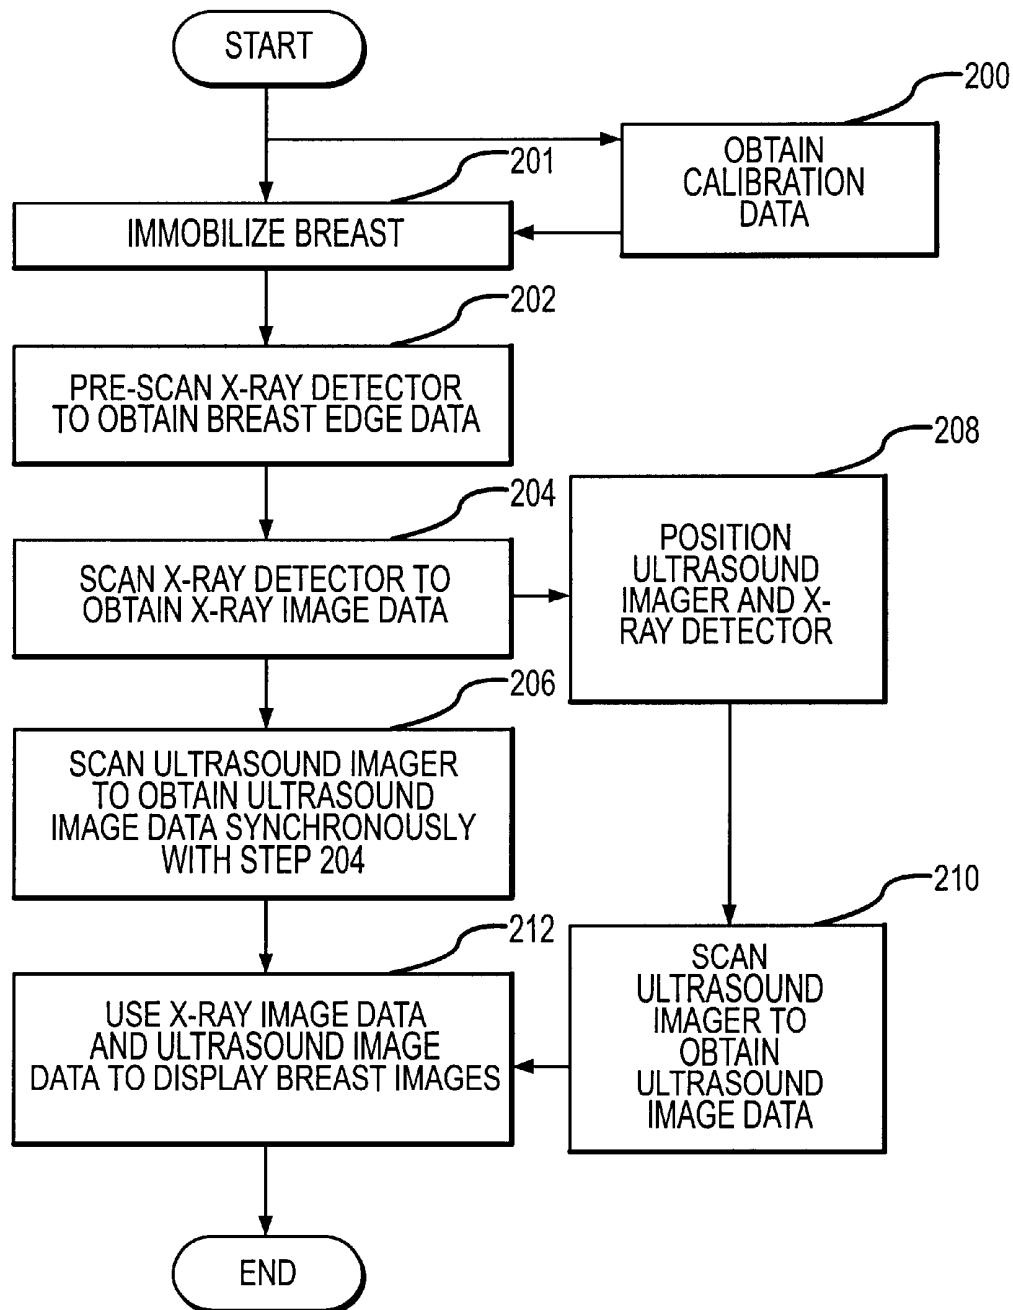 START
200
OBTAIN
CALIBRATION
DATA
201
IMMOBILIZE BREAST
202
PRE-SCAN X-RAY DETECTOR
TO OBTAIN BREAST EDGE DATA
204
SCAN X-RAY DETECTOR TO
OBTAIN X-RAY IMAGE DATA
208
POSITION
ULTRASOUND
IMAGER AND X-
RAY DETECTOR
206
SCAN ULTRASOUND IMAGER
TO OBTAIN ULTRASOUND
IMAGE DATA SYNCHRONOUSLY
WITH STEP 204
210
SCAN
ULTRASOUND
IMAGER TO
OBTAIN
ULTRASOUND
IMAGE DATA
212
USE X-RAY IMAGE DATA
AND ULTRASOUND IMAGE
DATA TO DISPLAY BREAST IMAGES
END